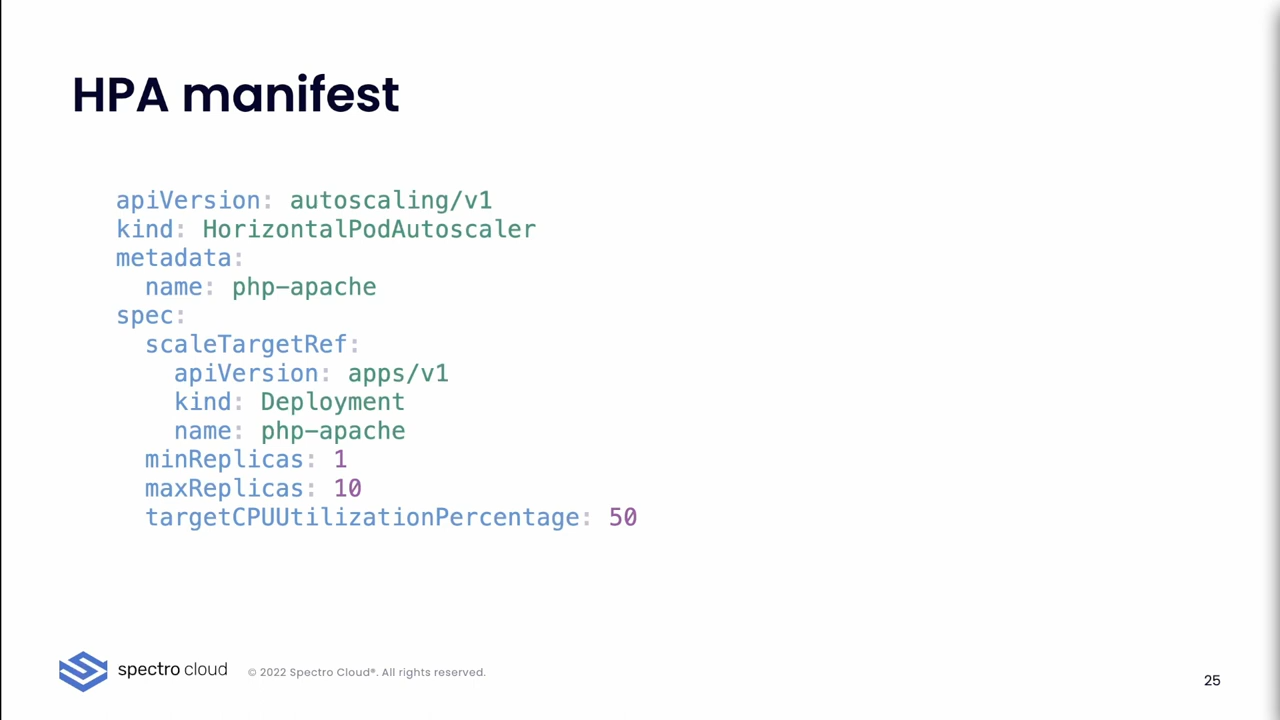 HPA manifest
apiVersion: autoscaling/v1
kind: HorizontalPodAutoscaler
metadata:
  name: php-apache
spec:
  scaleTargetRef:
    apiVersion: apps/v1
    kind: Deployment
    name: php-apache
  minReplicas: 1
  maxReplicas: 10
  targetCPUUtilizationPercentage: 50
spectro cloud
© 2022 Spectro Cloud®. All rights reserved.
25